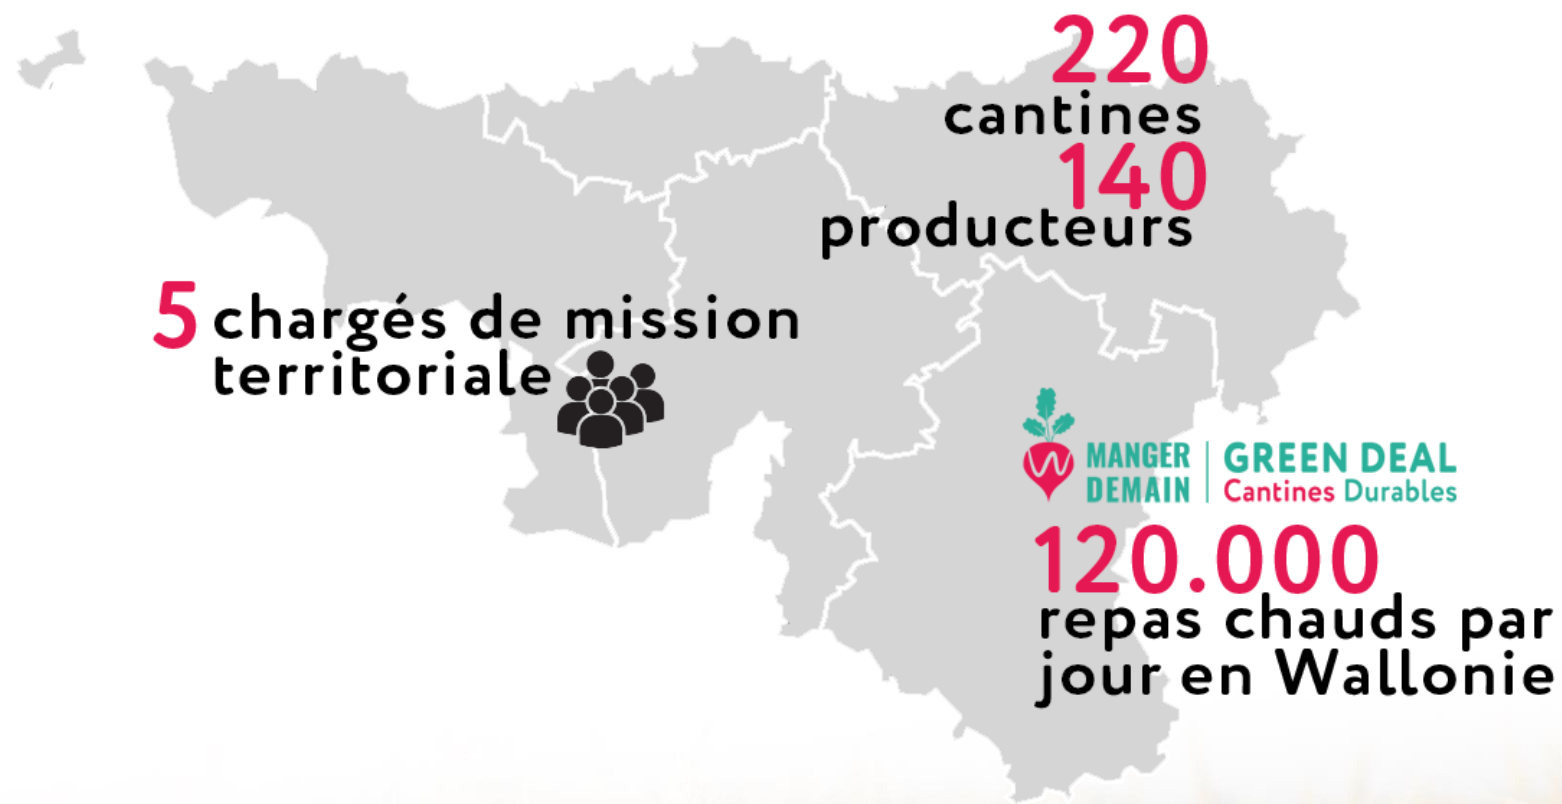 220
cantines
140
producteurs
5 chargés de mission
territoriale
MANGER
DEMAIN
GREEN DEAL
Cantines Durables
120.000
repas chauds par
jour en Wallonie